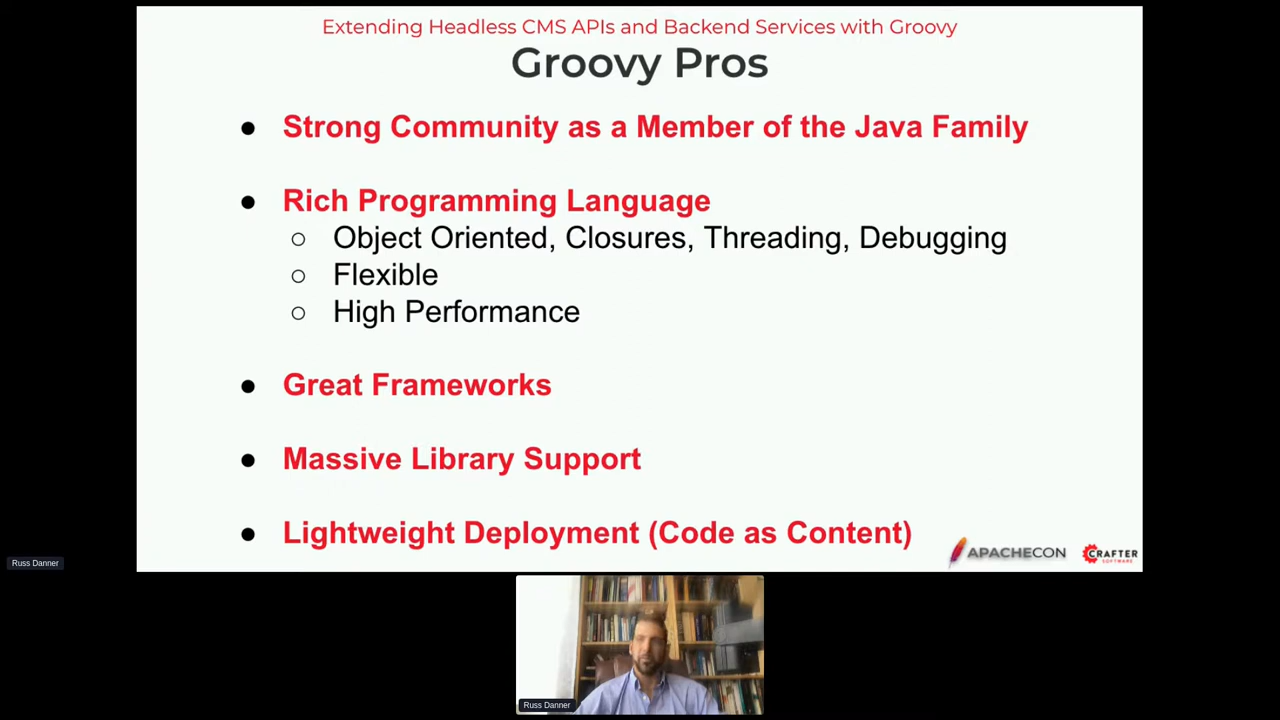 Extending Headless CMS APIs and Backend Services with Groovy
Groovy Pros
● Strong Community as a Member of the Java Family
● Rich Programming Language
○ Object Oriented, Closures, Threading, Debugging
○ Flexible
○ High Performance
● Great Frameworks
● Massive Library Support
● Lightweight Deployment (Code as Content)
APACHECON
CRAFTER
SOFTWARE
Russ Danner
Russ Danner